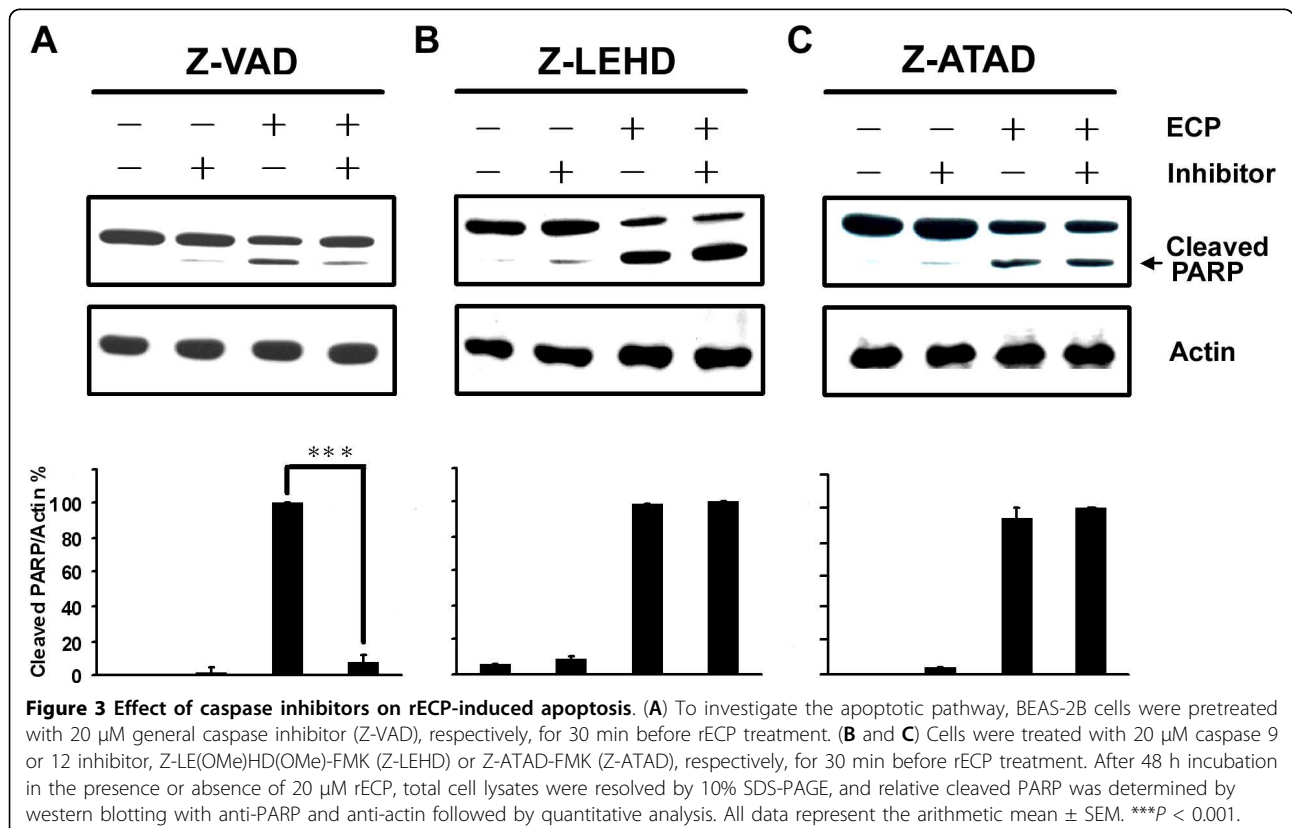 A
B
C
Z-VAD
Z-LEHD
Z-ATAD
− − + + − − + + − − + + ECP
− + − + − + − + − + − + Inhibitor
Cleaved
PARP
Actin
***
Cleaved PARP/Actin %
100
80
60
40
20
0
Figure 3 Effect of caspase inhibitors on rECP-induced apoptosis. (A) To investigate the apoptotic pathway, BEAS-2B cells were pretreated
with 20 μM general caspase inhibitor (Z-VAD), respectively, for 30 min before rECP treatment. (B and C) Cells were treated with 20 μM caspase 9
or 12 inhibitor, Z-LE(OMe)HD(OMe)-FMK (Z-LEHD) or Z-ATAD-FMK (Z-ATAD), respectively, for 30 min before rECP treatment. After 48 h incubation
in the presence or absence of 20 μM rECP, total cell lysates were resolved by 10% SDS-PAGE, and relative cleaved PARP was determined by
western blotting with anti-PARP and anti-actin followed by quantitative analysis. All data represent the arithmetic mean ± SEM. ***P < 0.001.